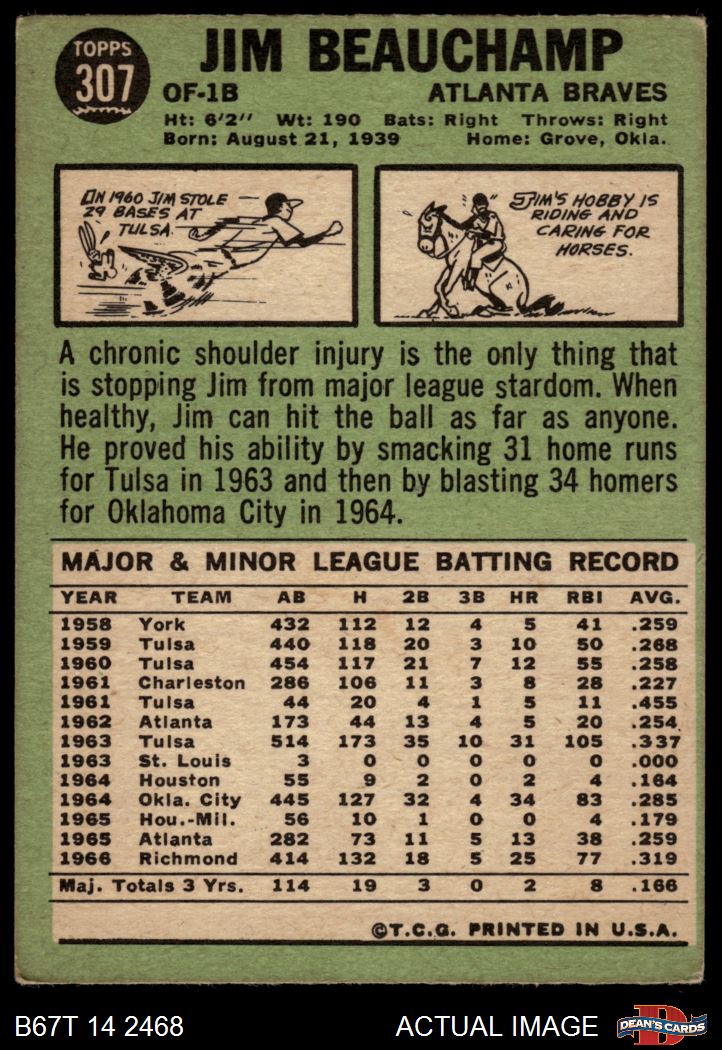 TOPPS
307
JIM BEAUCHAMP
OF-1B ATLANTA BRAVES
Ht: 6'2" Wt: 190 Bats: Right Throws: Right
Born: August 21, 1939 Home: Grove, Okla.
IN 1960 JIM STOLE
29 BASES AT
TULSA.
JIM'S HOBBY IS
RIDING AND
CARING FOR
HORSES.
A chronic shoulder injury is the only thing that
is stopping Jim from major league stardom. When
healthy, Jim can hit the ball as far as anyone.
He proved his ability by smacking 31 home runs
for Tulsa in 1963 and then by blasting 34 homers
for Oklahoma City in 1964.
MAJOR & MINOR LEAGUE BATTING RECORD
YEAR TEAM AB H 2B 3B HR RBI AVG.
1958 York 432 112 12 4 5 41 .259
1959 Tulsa 440 118 20 3 10 50 .268
1960 Tulsa 454 117 21 7 12 55 .258
1961 Charleston 286 106 11 3 8 28 .227
1961 Tulsa 44 20 4 1 5 11 .455
1962 Atlanta 173 44 13 4 5 20 .254
1963 Tulsa 514 173 35 10 31 105 .337
1963 St. Louis 3 0 0 0 0 0 .000
1964 Houston 55 9 2 0 2 4 .164
1964 Okla. City 445 127 32 4 34 83 .285
1965 Hou.-Mil. 56 10 1 0 0 4 .179
1965 Atlanta 282 73 11 5 13 38 .259
1966 Richmond 414 132 18 5 25 77 .319
Maj. Totals 3 Yrs. 114 19 3 0 2 8 .166
©T.C.G. PRINTED IN U.S.A.
B67T 14 2468 ACTUAL IMAGE
D
DEAN'S CARDS